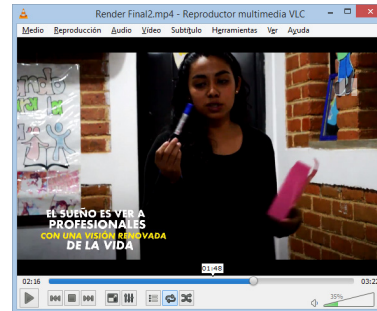 Render Final2.mp4 - Reproductor multimedia VLC
Medio Reproducción Audio Vídeo Subtítulo Herramientas Ver Ayuda
EL SUEÑO ES VER A
PROFESIONALES
CON UNA VISIÓN RENOVADA
DE LA VIDA
01:48
02:16 03:22
35%